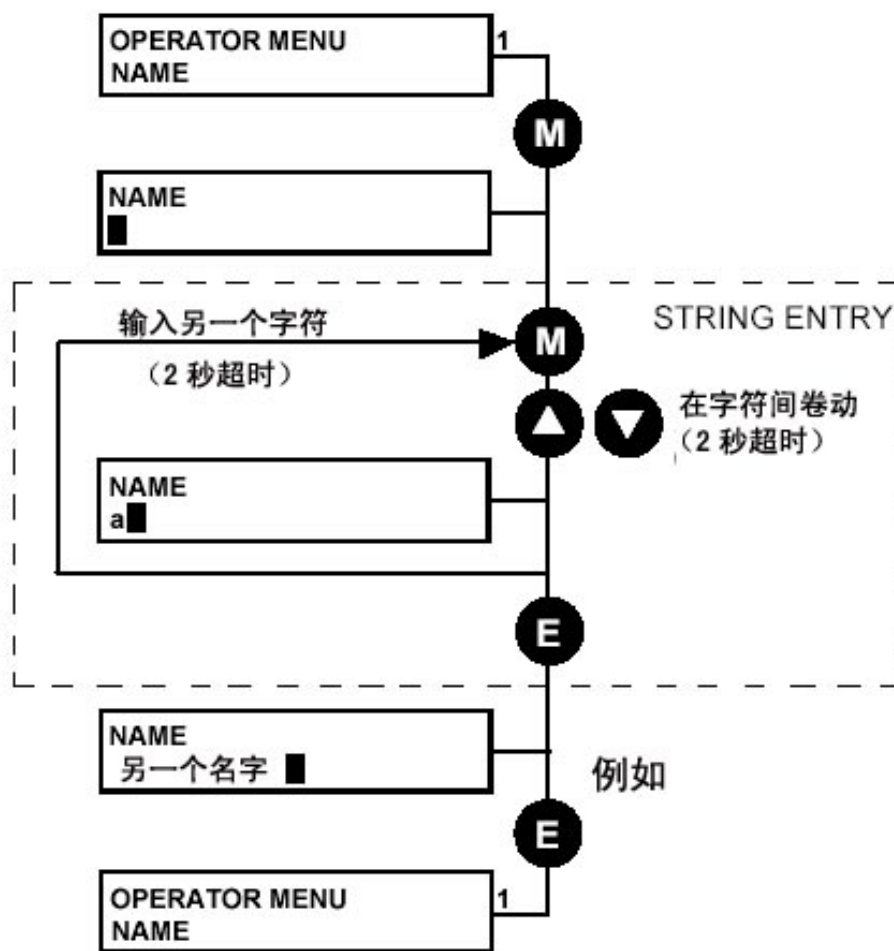 OPERATOR MENU 1
NAME
M
NAME
STRING ENTRY
输入另一个字符
M
（2 秒超时）
在字符间卷动
（2 秒超时）
NAME
a
E
NAME
另一个名字
例如
E
OPERATOR MENU 1
NAME